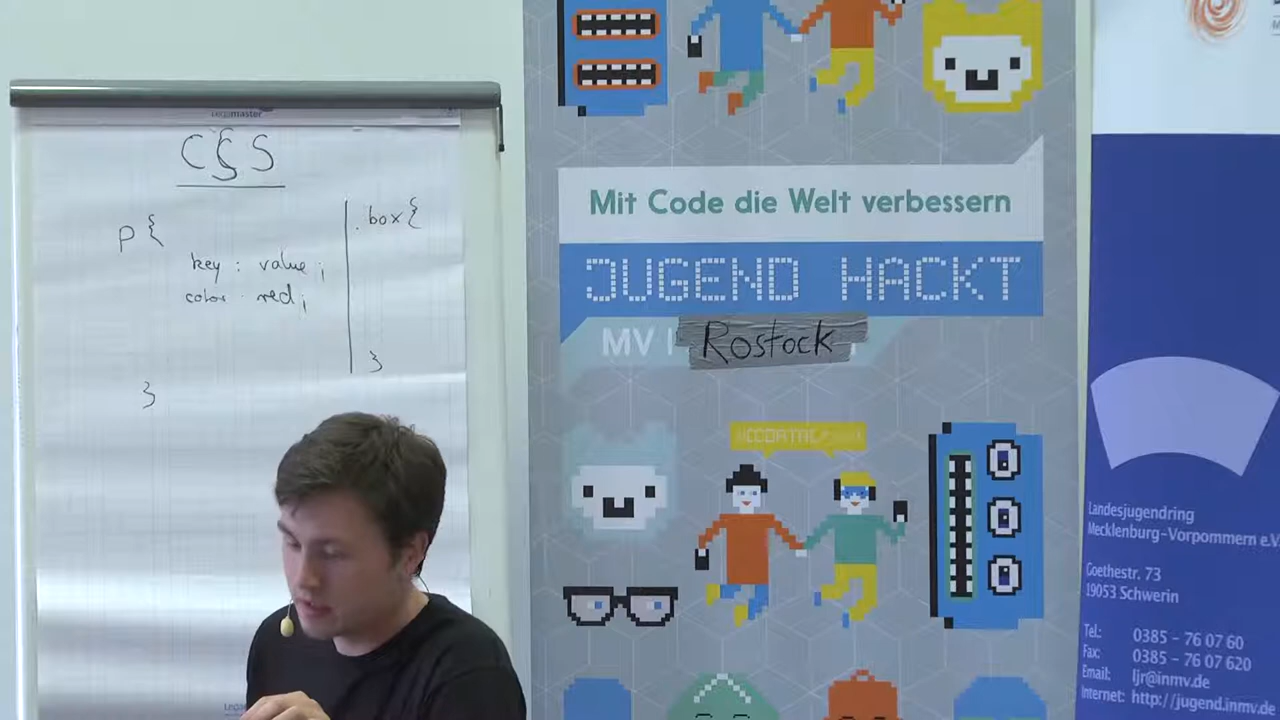 Legamaster
CSS
p {
key : value ;
color : red ;
}
.box {
}
Mit Code die Welt verbessern
JUGEND HACKT
MV | Rostock
Landesjugendring
Mecklenburg-Vorpommern e.V.
Goethestr. 73
19053 Schwerin
Tel.: 0385 - 76 07 60
Fax: 0385 - 76 07 620
Email: ljr@inmv.de
Internet: http://jugend.inmv.de